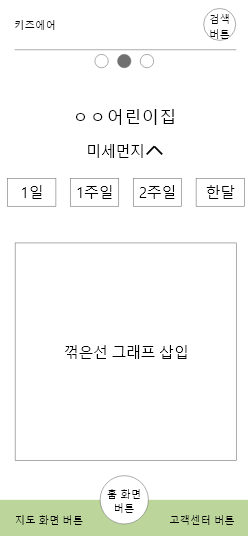 키즈에어
검색
버튼
ㅇㅇ어린이집
미세먼지
1일 1주일 2주일 한달
꺾은선 그래프 삽입
홈 화면
버튼
지도 화면 버튼 고객센터 버튼